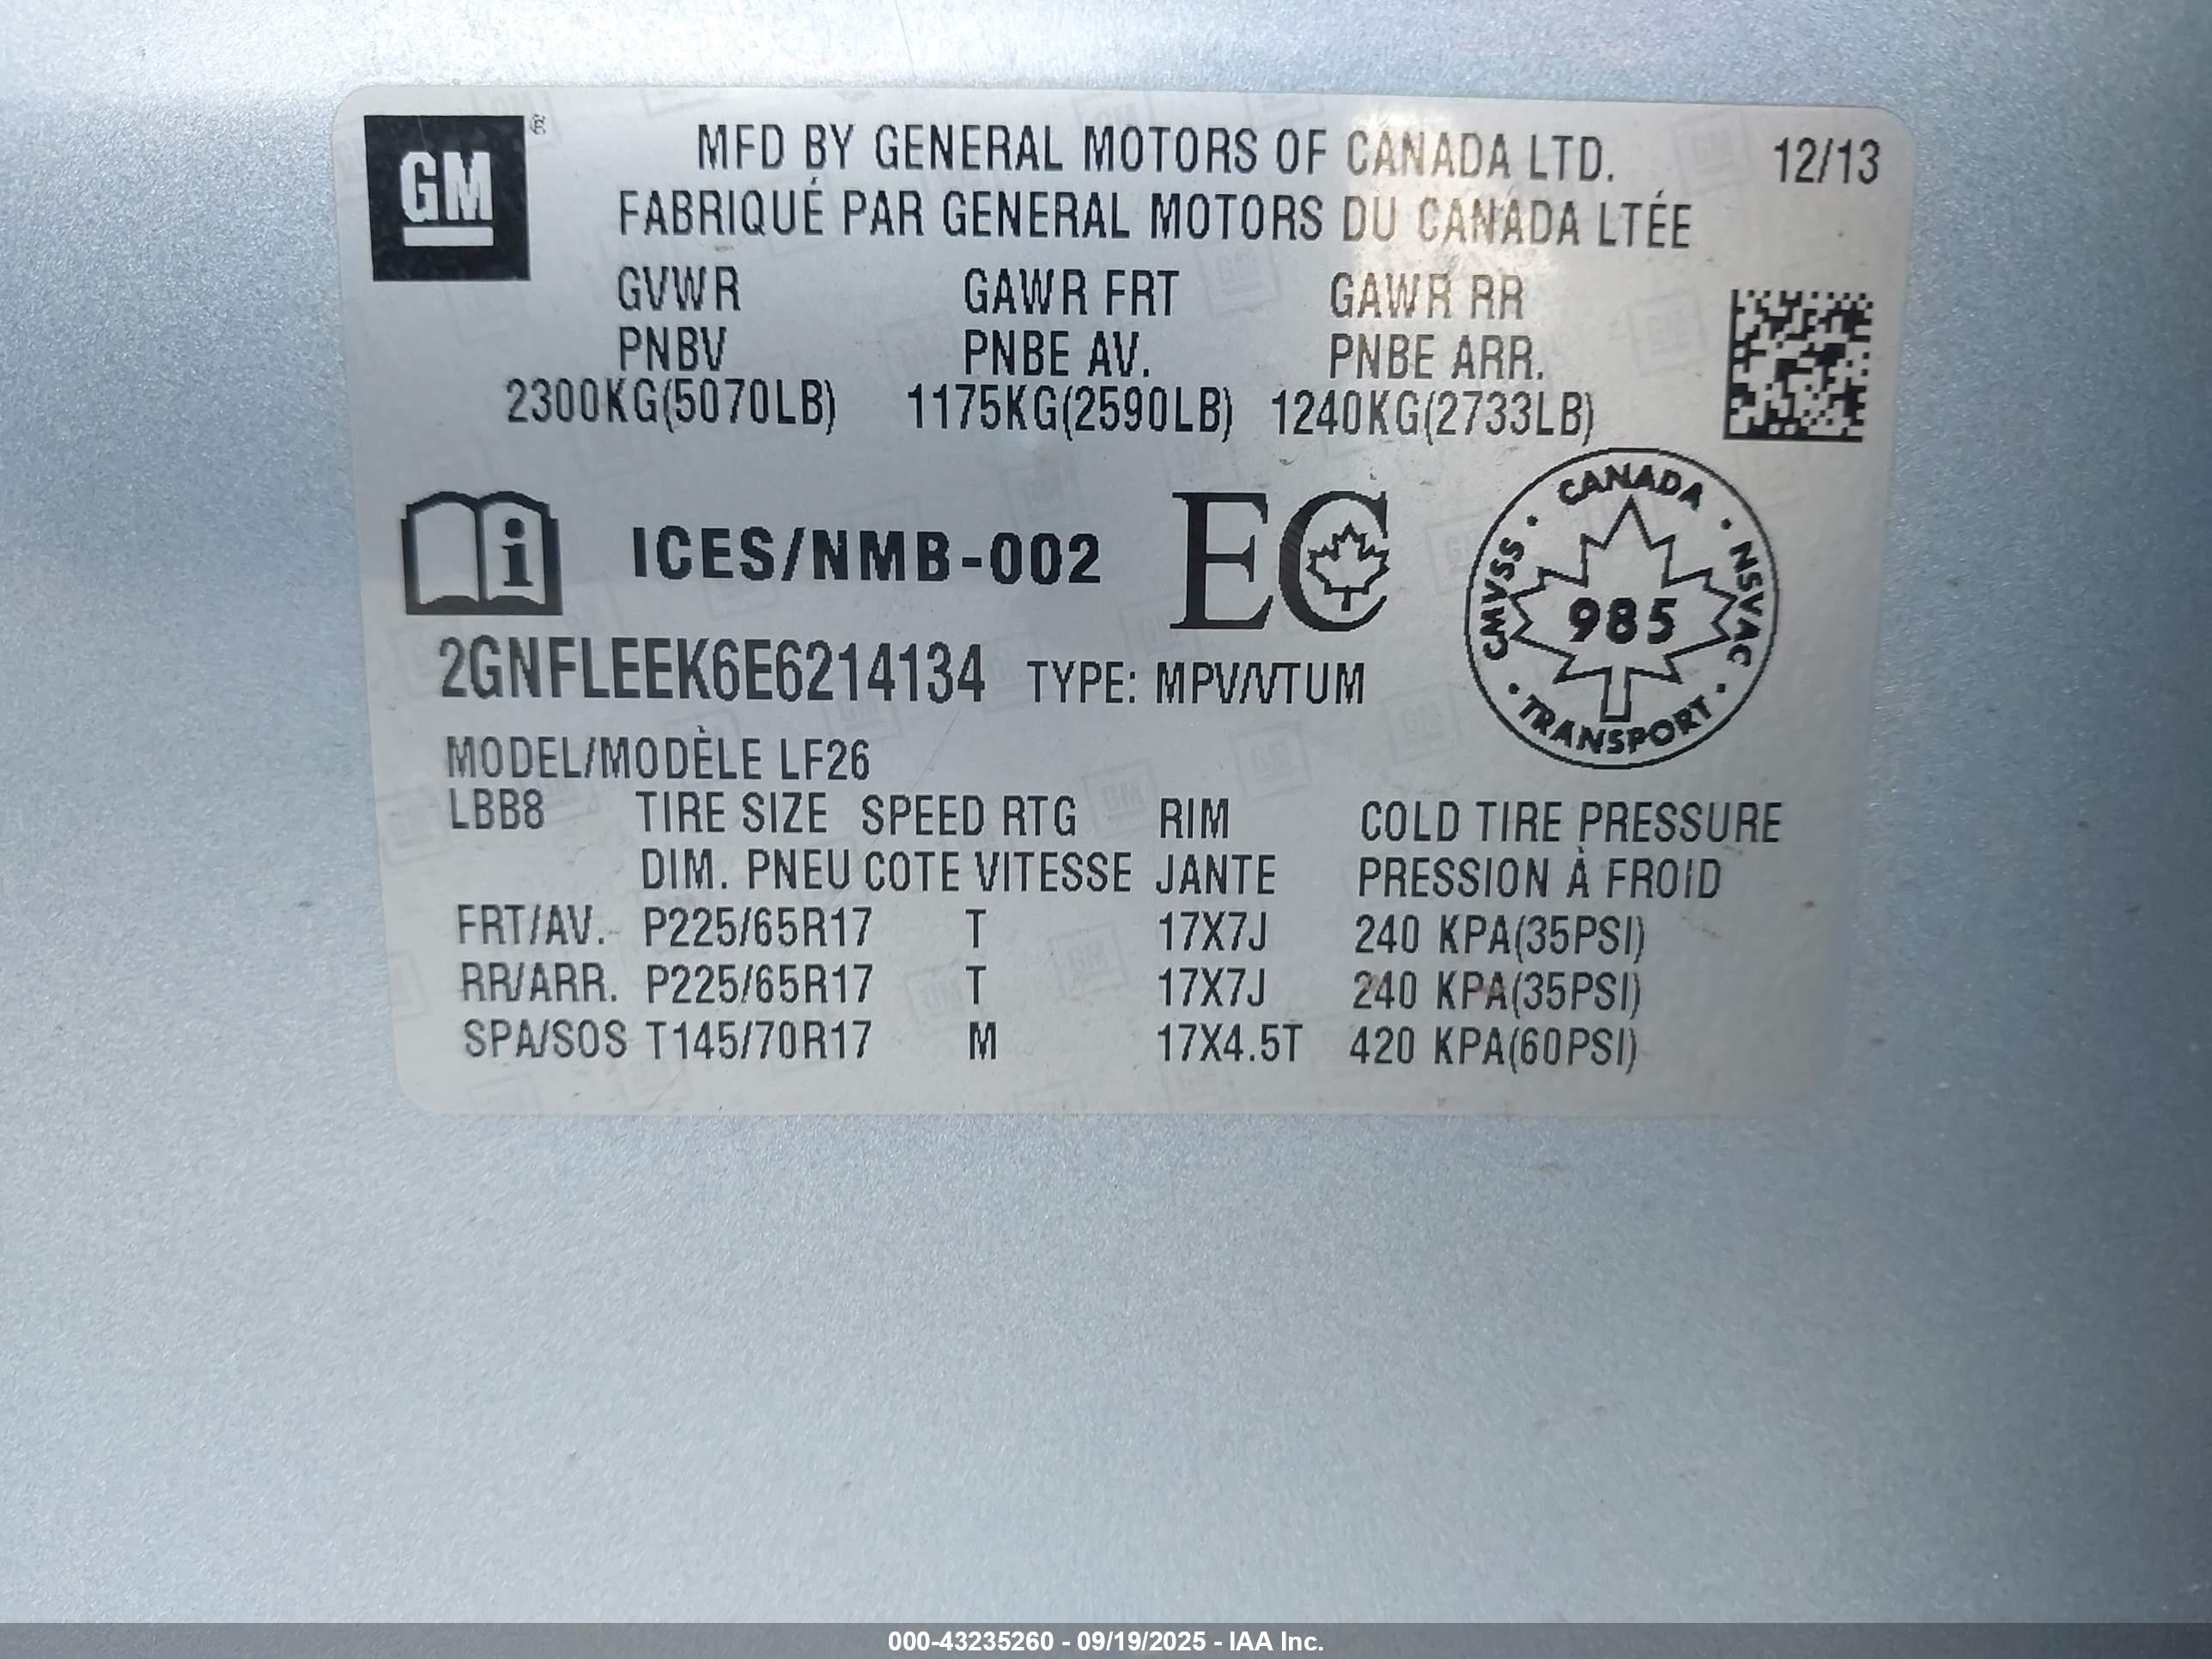 GM ®
MFD BY GENERAL MOTORS OF CANADA LTD. 12/13
FABRIQUÉ PAR GENERAL MOTORS DU CANADA LTÉE
GVWR GAWR FRT GAWR RR
PNBV PNBE AV. PNBE ARR.
2300KG(5070LB) 1175KG(2590LB) 1240KG(2733LB)
ICES/NMB-002 EC
CANADA · NSVAC · TRANSPORT · CMVSS ·
985
2GNFLEEK6E6214134 TYPE: MPV/VTUM
MODEL/MODÈLE LF26
LBB8 TIRE SIZE SPEED RTG RIM COLD TIRE PRESSURE
DIM. PNEU COTE VITESSE JANTE PRESSION À FROID
FRT/AV. P225/65R17 T 17X7J 240 KPA(35PSI)
RR/ARR. P225/65R17 T 17X7J 240 KPA(35PSI)
SPA/SOS T145/70R17 M 17X4.5T 420 KPA(60PSI)
000-43235260 - 09/19/2025 - IAA Inc.